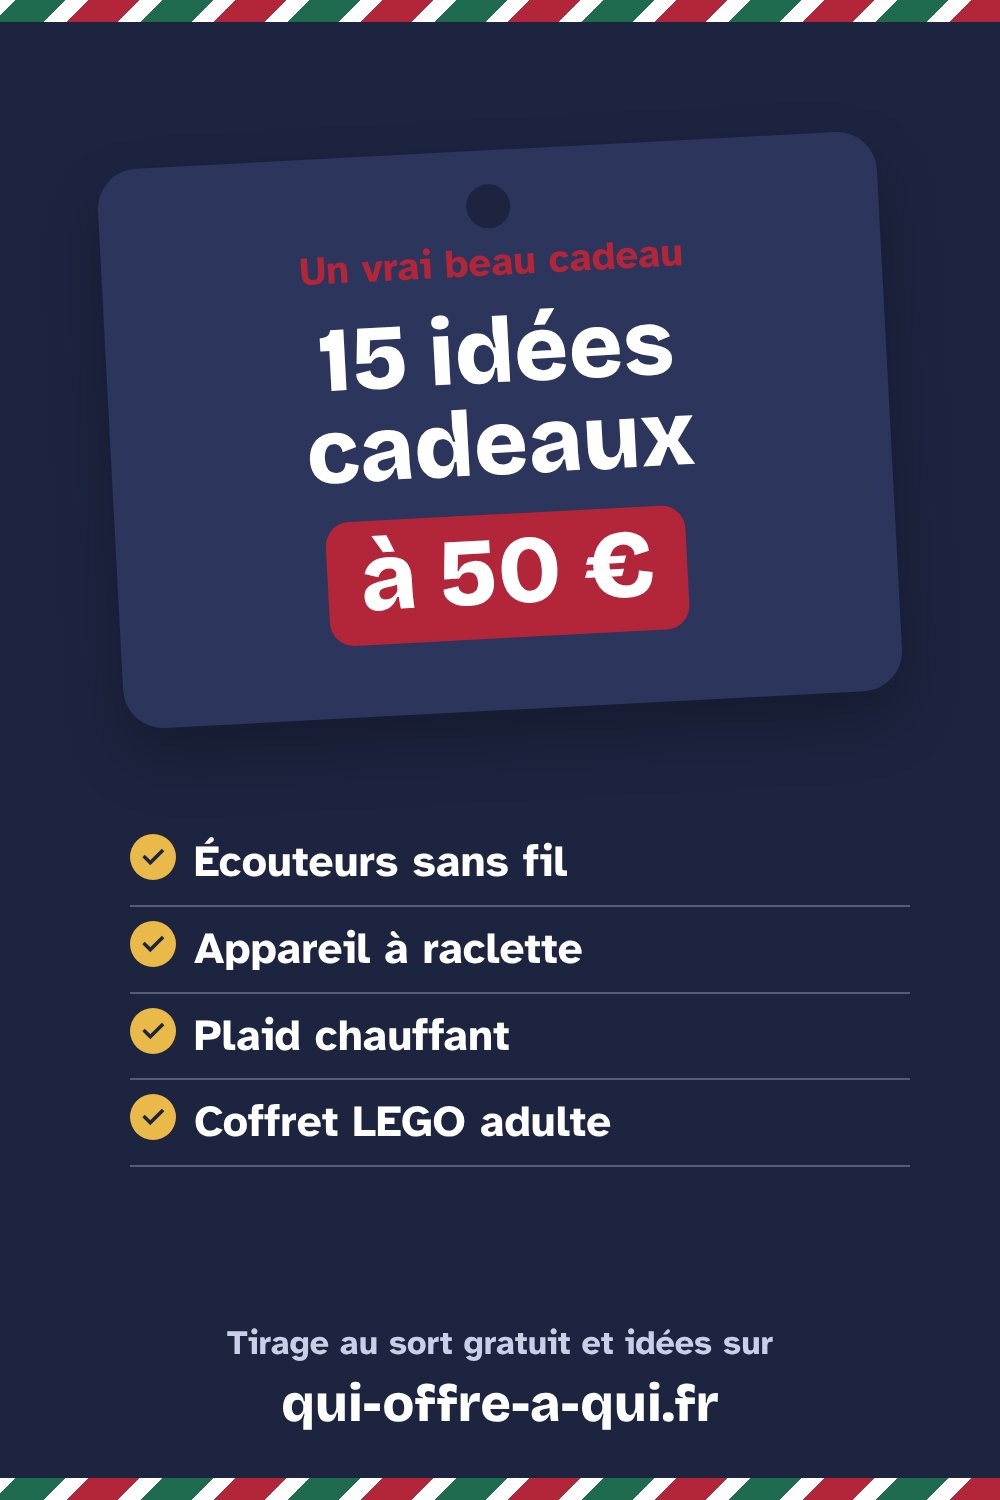 Un vrai beau cadeau
15 idées
cadeaux
à 50 €
Écouteurs sans fil
Appareil à raclette
Plaid chauffant
Coffret LEGO adulte
Tirage au sort gratuit et idées sur
qui-offre-a-qui.fr